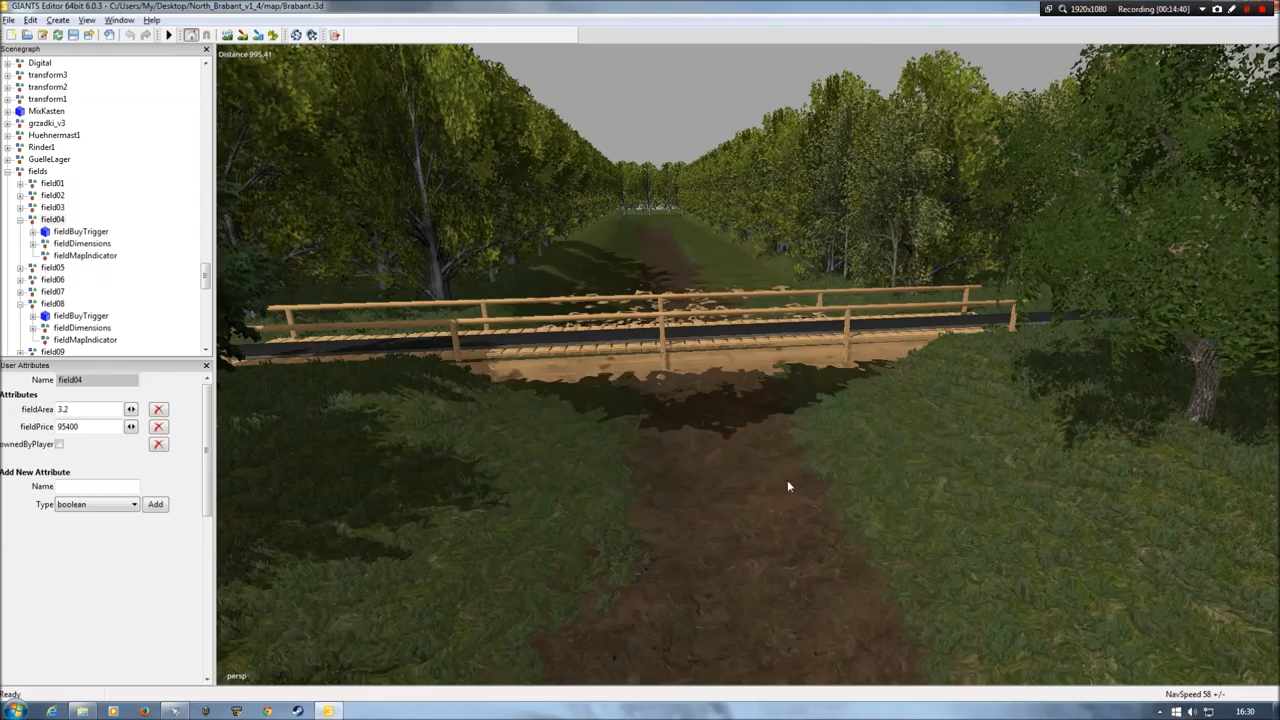 GIANTS Editor 64bit 6.0.3 - C:/Users/My/Desktop/North_Brabant_v1_4/map/Brabant.i3d
1920x1080
Recording [00:14:40]
File Edit Create View Window Help
Scenegraph
Distance 995.41
Digital
transform3
transform2
transform1
MixKasten
grzadki_v3
Huehnermast1
Rinder1
GuelleLager
fields
field01
field02
field03
field04
fieldBuyTrigger
fieldDimensions
fieldMapIndicator
field05
field06
field07
field08
fieldBuyTrigger
fieldDimensions
fieldMapIndicator
field09
User Attributes
Name field04
Attributes
fieldArea 3.2
fieldPrice 95400
ownedByPlayer
Add New Attribute
Name
Type boolean Add
persp
Ready
NavSpeed 58 +/-
16:30